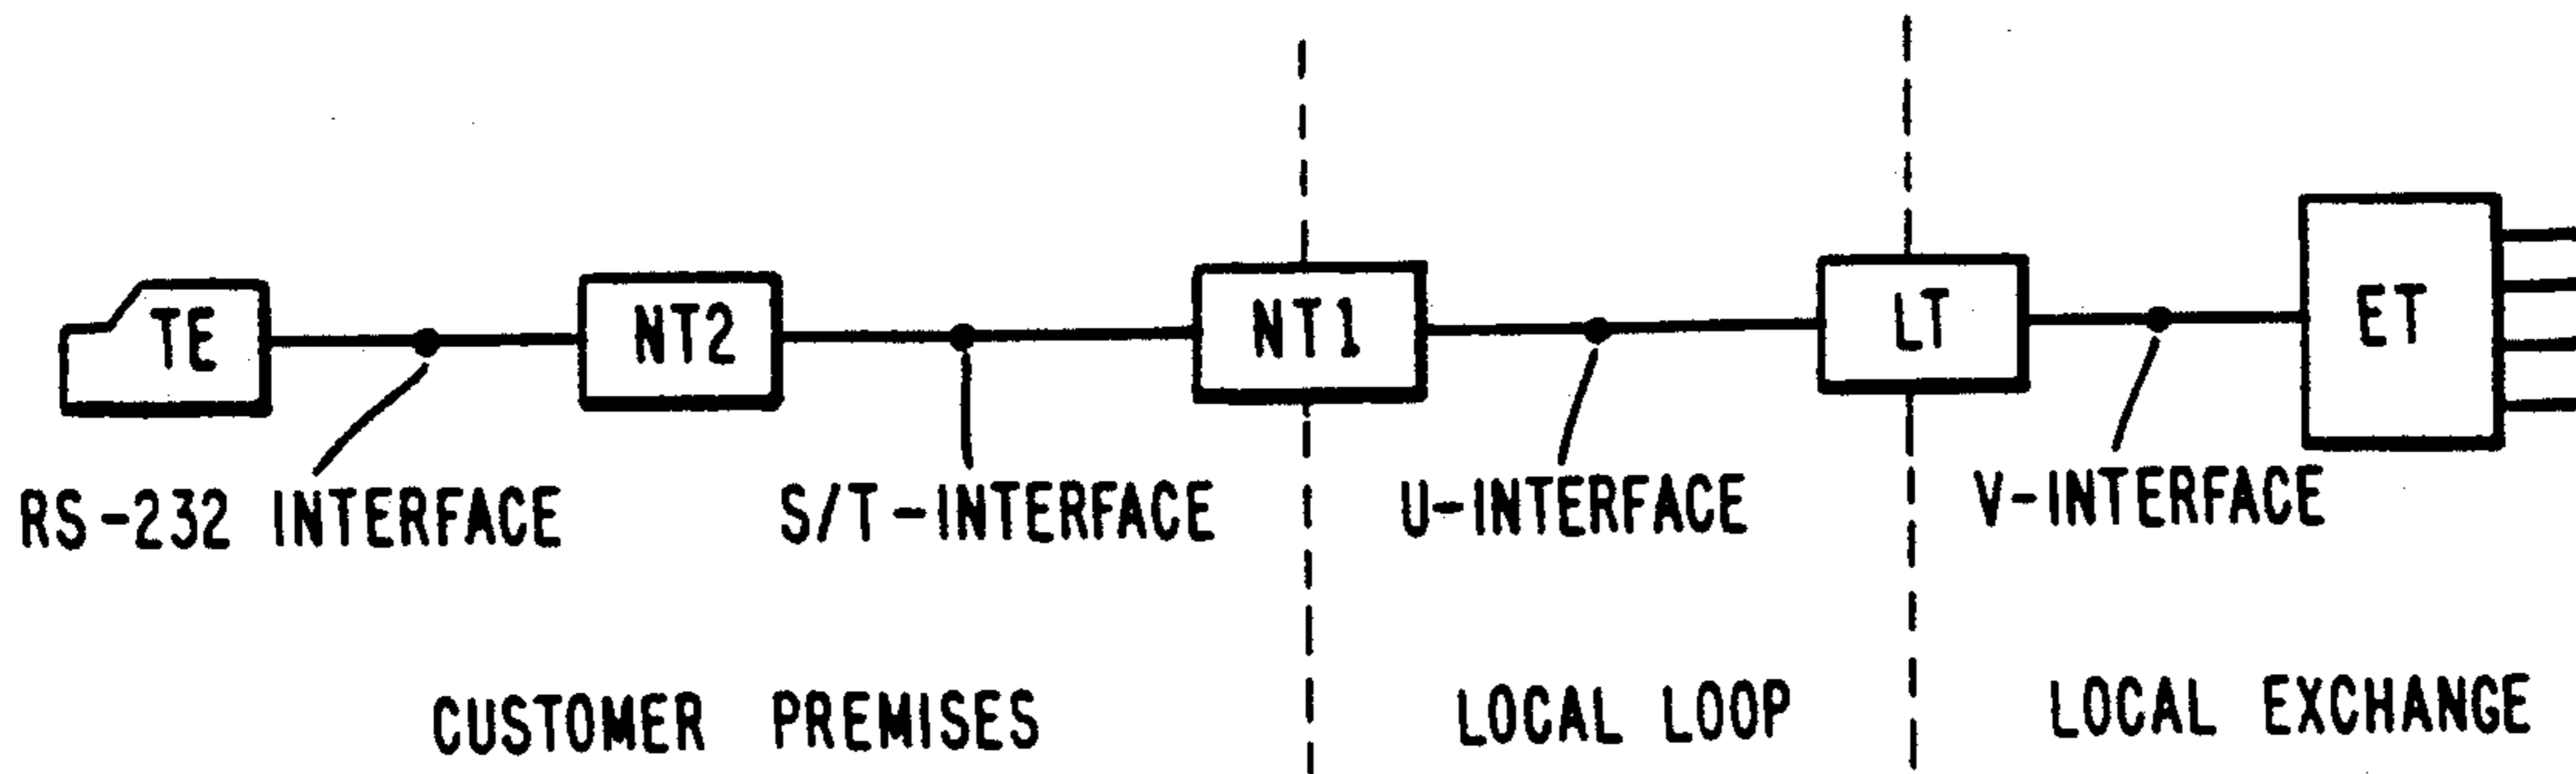 TE
NT2
NT1
LT
ET
RS-232 INTERFACE
S/T-INTERFACE
U-INTERFACE
V-INTERFACE
CUSTOMER PREMISES
LOCAL LOOP
LOCAL EXCHANGE